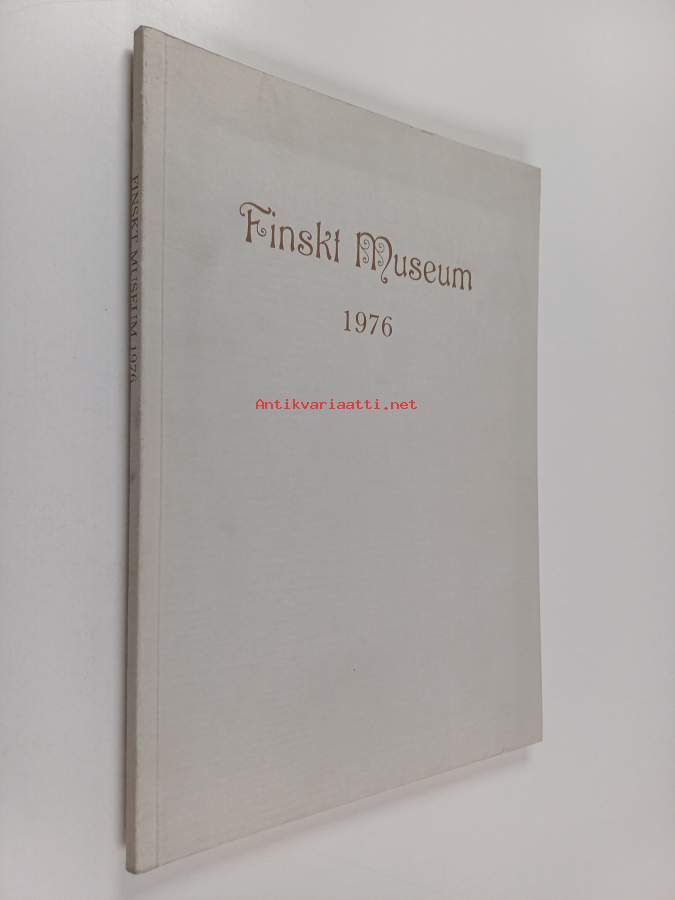 Finskt Museum
1976
Antikvariaatti.net
FINSKT MUSEUM 1976